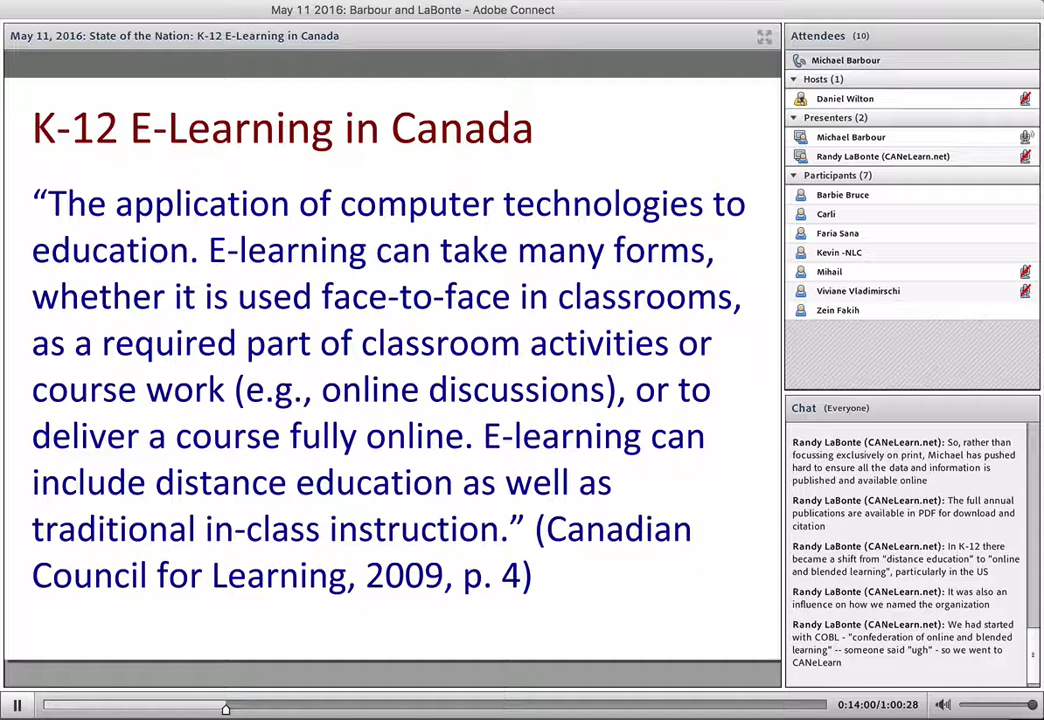 May 11 2016: Barbour and LaBonte - Adobe Connect
May 11, 2016: State of the Nation: K-12 E-Learning in Canada
K-12 E-Learning in Canada
“The application of computer technologies to
education. E-learning can take many forms,
whether it is used face-to-face in classrooms,
as a required part of classroom activities or
course work (e.g., online discussions), or to
deliver a course fully online. E-learning can
include distance education as well as
traditional in-class instruction.” (Canadian
Council for Learning, 2009, p. 4)
Attendees (10)
Michael Barbour
Hosts (1)
Daniel Wilton
Presenters (2)
Michael Barbour
Randy LaBonte (CANeLearn.net)
Participants (7)
Barbie Bruce
Carli
Faria Sana
Kevin -NLC
Mihail
Viviane Vladimirschi
Zein Fakih
Chat (Everyone)
Randy LaBonte (CANeLearn.net): So, rather than
focussing exclusively on print, Michael has pushed
hard to ensure all the data and information is
published and available online
Randy LaBonte (CANeLearn.net): The full annual
publications are available in PDF for download and
citation
Randy LaBonte (CANeLearn.net): In K-12 there
became a shift from "distance education" to "online
and blended learning", particularly in the US
Randy LaBonte (CANeLearn.net): It was also an
influence on how we named the organization
Randy LaBonte (CANeLearn.net): We had started
with COBL - "confederation of online and blended
learning" -- someone said "ugh" - so we went to
CANeLearn
0:14:00/1:00:28